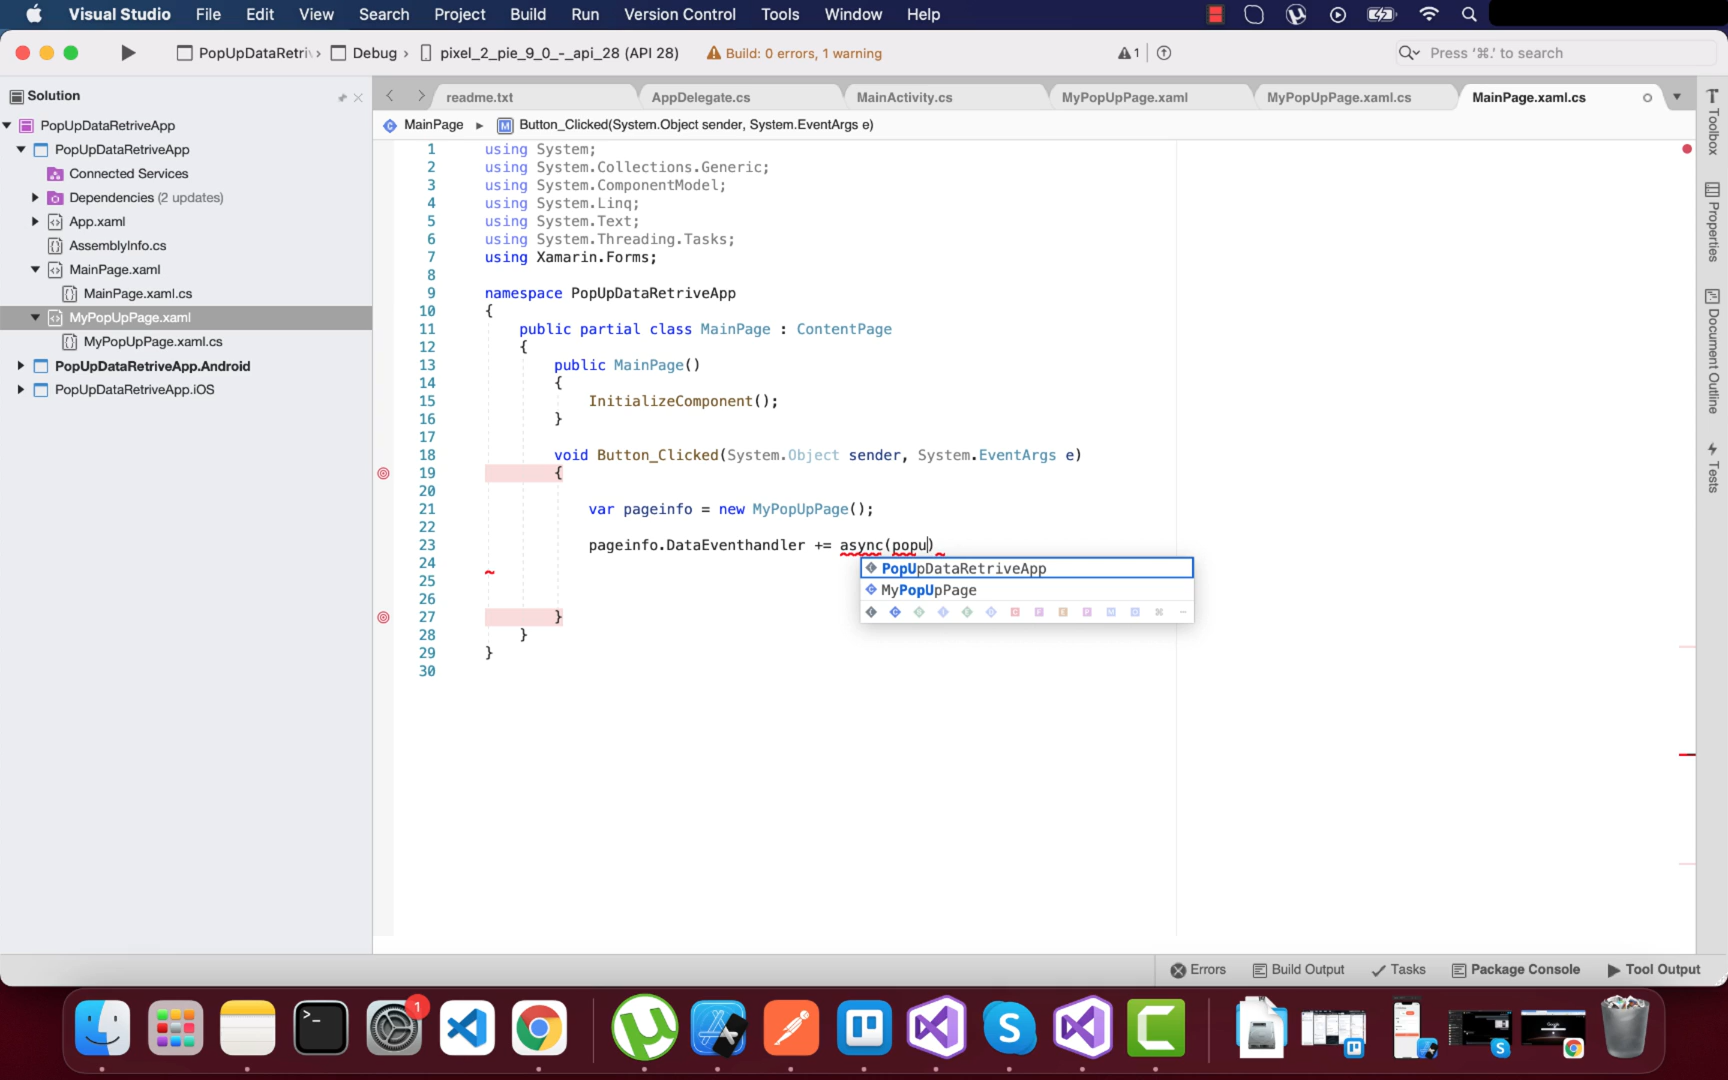 Visual Studio File Edit View Search Project Build Run Version Control Tools Window Help
PopUpDataRetri › Debug › pixel_2_pie_9_0_-_api_28 (API 28) Build: 0 errors, 1 warning 1 Press '⌘.' to search
Solution
PopUpDataRetriveApp
PopUpDataRetriveApp
Connected Services
Dependencies (2 updates)
App.xaml
AssemblyInfo.cs
MainPage.xaml
MainPage.xaml.cs
MyPopUpPage.xaml
MyPopUpPage.xaml.cs
PopUpDataRetriveApp.Android
PopUpDataRetriveApp.iOS
readme.txt AppDelegate.cs MainActivity.cs MyPopUpPage.xaml MyPopUpPage.xaml.cs MainPage.xaml.cs
MainPage ▸ Button_Clicked(System.Object sender, System.EventArgs e)
1 using System;
2 using System.Collections.Generic;
3 using System.ComponentModel;
4 using System.Linq;
5 using System.Text;
6 using System.Threading.Tasks;
7 using Xamarin.Forms;
8
9 namespace PopUpDataRetriveApp
10 {
11 public partial class MainPage : ContentPage
12 {
13 public MainPage()
14 {
15 InitializeComponent();
16 }
17
18 void Button_Clicked(System.Object sender, System.EventArgs e)
19 {
20
21 var pageinfo = new MyPopUpPage();
22
23 pageinfo.DataEventhandler += async(popu)
24
25
26
27 }
28 }
29 }
30
PopUpDataRetriveApp
MyPopUpPage
Toolbox
Properties
Document Outline
Tests
Errors Build Output Tasks Package Console Tool Output
1